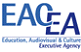 EACEA
Education, Audiovisual & Culture
Executive Agency